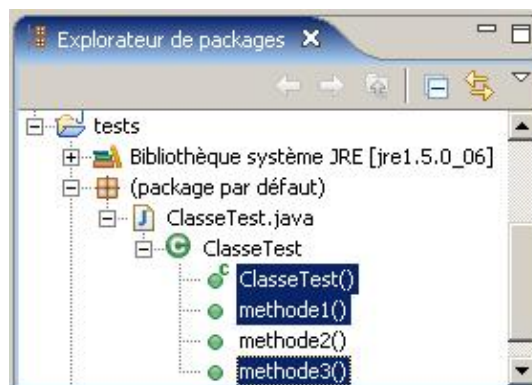 Explorateur de packages
tests
Bibliothèque système JRE [jre1.5.0_06]
(package par défaut)
ClasseTest.java
ClasseTest
ClasseTest()
methode1()
methode2()
methode3()